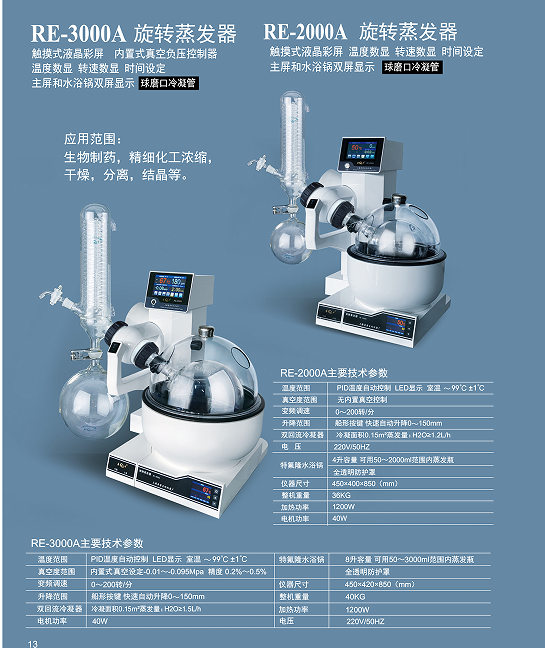 RE-3000A 旋转蒸发器
触摸式液晶彩屏 内置式真空负压控制器
温度数显 转速数显 时间设定
主屏和水浴锅双屏显示 球磨口冷凝管
RE-2000A 旋转蒸发器
触摸式液晶彩屏 温度数显 转速数显 时间设定
主屏和水浴锅双屏显示 球磨口冷凝管
应用范围:
生物制药，精细化工浓缩，
干燥，分离，结晶等。
RE-2000A主要技术参数
温度范围 PID温度自动控制 LED显示 室温 ～99℃ ±1℃
真空度范围 无内置真空控制
变频调速 0～200转/分
升降范围 船形按键 快速自动升降0～150mm
双回流冷凝器 冷凝面积0.15m²蒸发量, H2O≥1.2L/h
电 压 220V/50HZ
特氟隆水浴锅 4升容量 可用50～2000ml范围内蒸发瓶
全透明防护罩
仪器尺寸 450×400×850（mm）
整机重量 36KG
加热功率 1200W
电机功率 40W
RE-3000A主要技术参数
温度范围 PID温度自动控制 LED显示 室温 ～99℃ ±1℃ 特氟隆水浴锅 8升容量 可用50～3000ml范围内蒸发瓶
真空度范围 内置式真空设定-0.01～-0.095Mpa 精度 0.2%～0.5% 全透明防护罩
变频调速 0～200转/分 仪器尺寸 450×420×850（mm）
升降范围 船形按键 快速自动升降0～150mm 整机重量 40KG
双回流冷凝器 冷凝面积0.15m²蒸发量, H2O≥1.5L/h 加热功率 1200W
电机功率 40W 电压 220V/50HZ
13